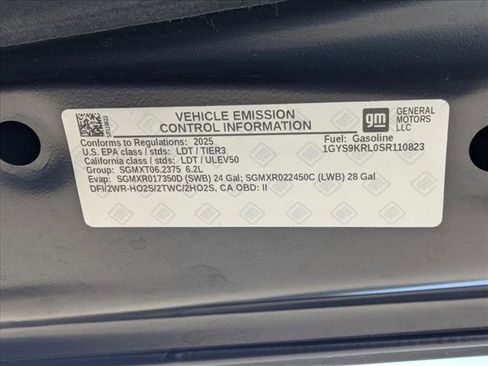 VEHICLE EMISSION
CONTROL INFORMATION
gm GENERAL MOTORS LLC
Conforms to Regulations: 2025 Fuel: Gasoline
U.S. EPA class / stds: LDT / TIER3 1GYS9KRL0SR110823
California class / stds: LDT / ULEV50
Group: SGMXT06.2375 6.2L
Evap: SGMXR017350D (SWB) 24 Gal; SGMXR022450C (LWB) 28 Gal
DFI/2WR-HO2S/2TWC/2HO2S, CA OBD: II